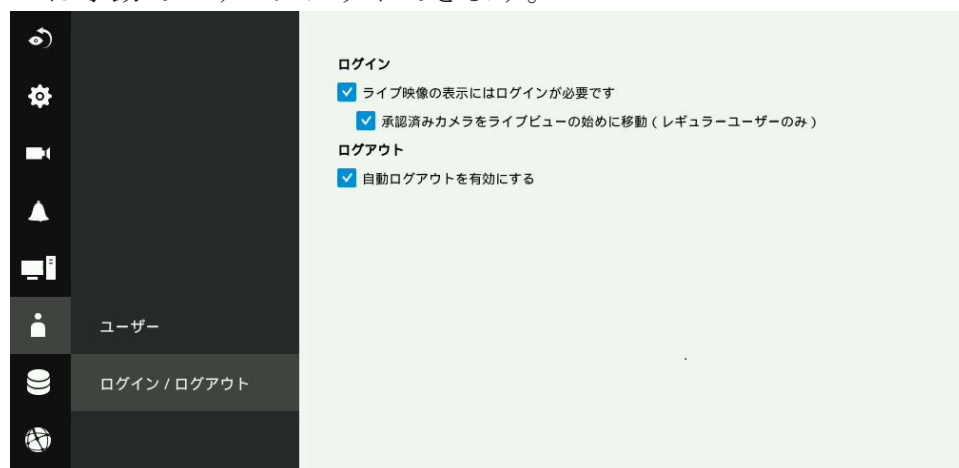 ログイン
ライブ映像の表示にはログインが必要です
承認済みカメラをライブビューの始めに移動 ( レギュラーユーザーのみ )
ログアウト
自動ログアウトを有効にする
ユーザー
ログイン / ログアウト